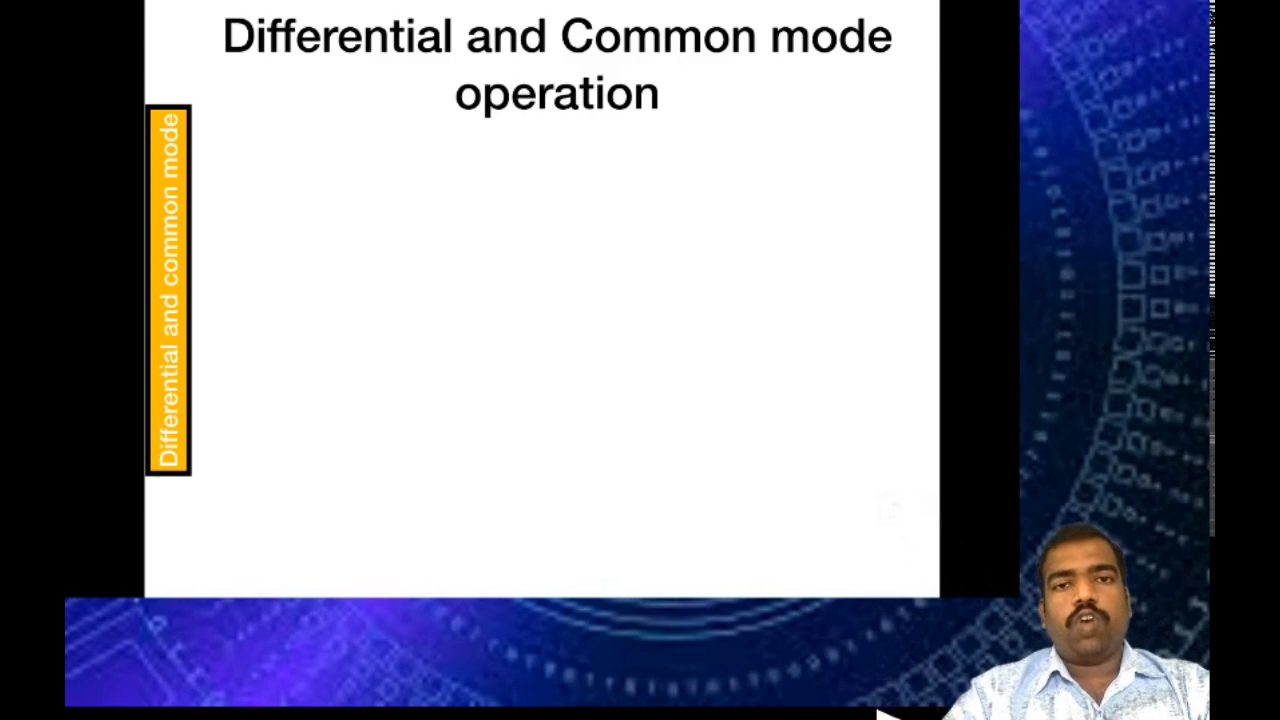 Differential and Common mode
operation
Differential and common mode